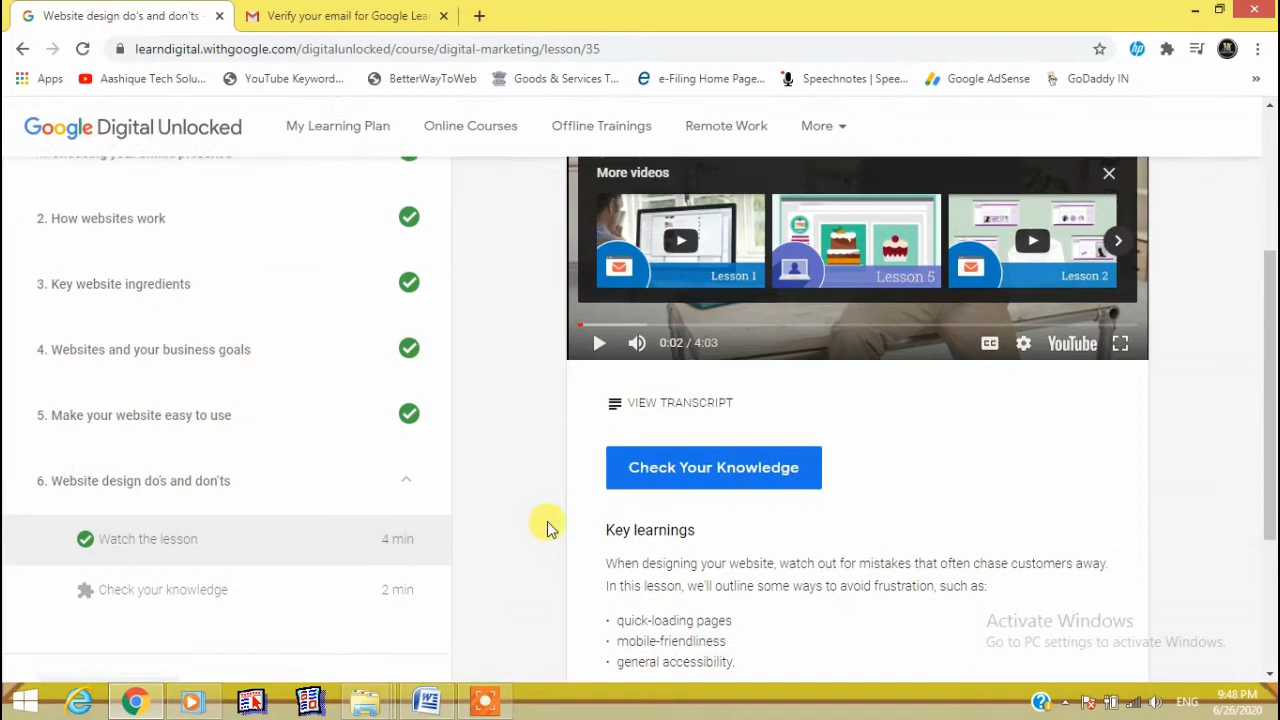 Website design do's and don'ts
Verify your email for Google Lea
learndigital.withgoogle.com/digitalunlocked/course/digital-marketing/lesson/35
Apps
Aashique Tech Solu...
YouTube Keyword...
BetterWayToWeb
Goods & Services T...
e-Filing Home Page...
Speechnotes | Spee...
Google AdSense
GoDaddy IN
»
Google Digital Unlocked
My Learning Plan
Online Courses
Offline Trainings
Remote Work
More
2. How websites work
3. Key website ingredients
4. Websites and your business goals
5. Make your website easy to use
6. Website design do's and don'ts
Watch the lesson 4 min
Check your knowledge 2 min
More videos
Lesson 1
Lesson 5
Lesson 2
0:02 / 4:03
CC
YouTube
VIEW TRANSCRIPT
Check Your Knowledge
Key learnings
When designing your website, watch out for mistakes that often chase customers away.
In this lesson, we'll outline some ways to avoid frustration, such as:
• quick-loading pages
• mobile-friendliness
• general accessibility.
Activate Windows
Go to PC settings to activate Windows.
ENG
9:48 PM
6/26/2020